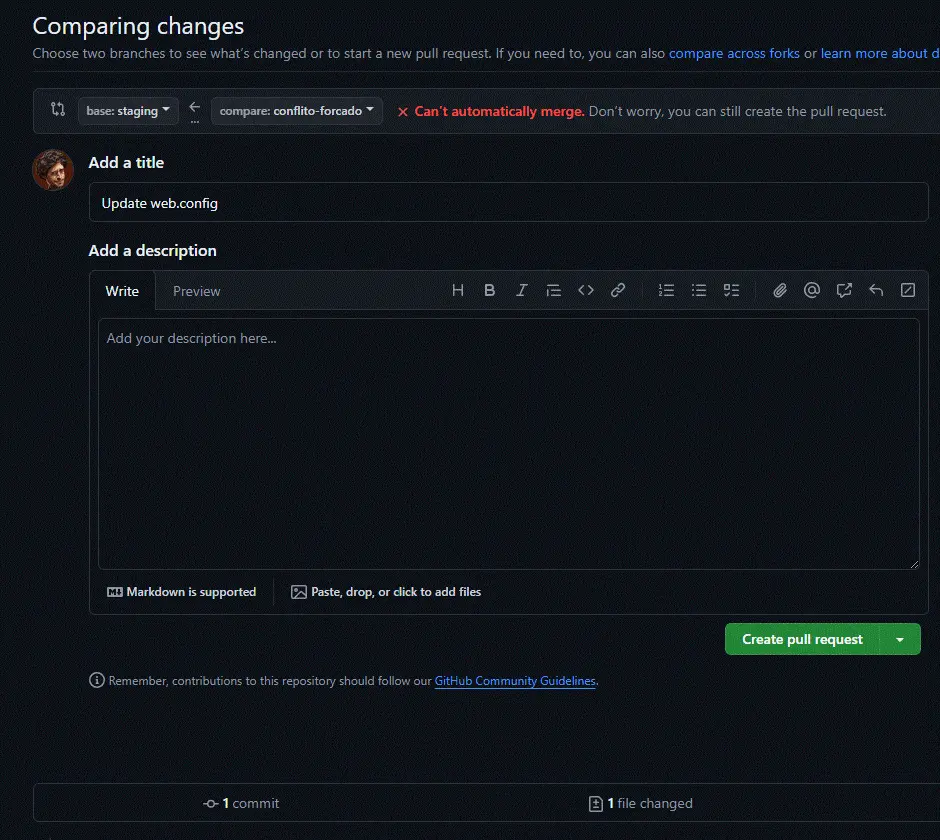 Comparing changes
Choose two branches to see what's changed or to start a new pull request. If you need to, you can also compare across forks or learn more about d
base: staging ... compare: conflito-forcado Can't automatically merge. Don't worry, you can still create the pull request.
Add a title
Update web.config
Add a description
Write Preview
Add your description here...
Markdown is supported Paste, drop, or click to add files
Create pull request
Remember, contributions to this repository should follow our GitHub Community Guidelines.
1 commit 1 file changed